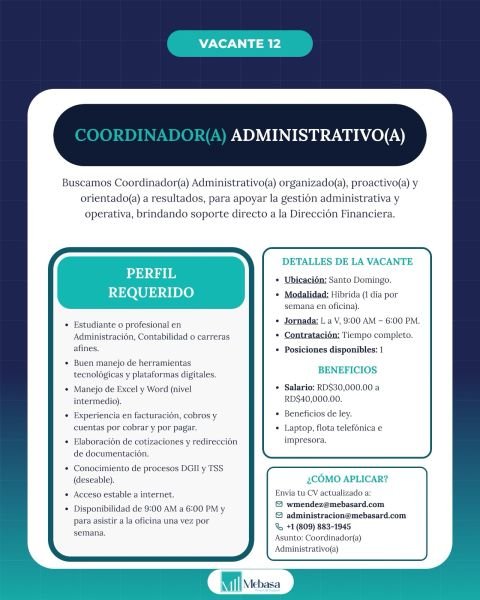 VACANTE 12
COORDINADOR(A) ADMINISTRATIVO(A)
Buscamos Coordinador(a) Administrativo(a) organizado(a), proactivo(a) y
orientado(a) a resultados, para apoyar la gestión administrativa y
operativa, brindando soporte directo a la Dirección Financiera.
PERFIL
REQUERIDO
• Estudiante o profesional en
Administración, Contabilidad o carreras
afines.
• Buen manejo de herramientas
tecnológicas y plataformas digitales.
• Manejo de Excel y Word (nivel
intermedio).
• Experiencia en facturación, cobros y
cuentas por cobrar y por pagar.
• Elaboración de cotizaciones y redirección
de documentación.
• Conocimiento de procesos DGII y TSS
(deseable).
• Acceso estable a internet.
• Disponibilidad de 9:00 AM a 6:00 PM y
para asistir a la oficina una vez por
semana.
DETALLES DE LA VACANTE
• Ubicación: Santo Domingo.
• Modalidad: Híbrida (1 día por
semana en oficina).
• Jornada: L a V, 9:00 AM – 6:00 PM.
• Contratación: Tiempo completo.
• Posiciones disponibles: 1
BENEFICIOS
• Salario: RD$30,000.00 a
RD$40,000.00.
• Beneficios de ley.
• Laptop, flota telefónica e
impresora.
¿CÓMO APLICAR?
Envía tu CV actualizado a:
wmendez@mebasard.com
administracion@mebasard.com
+1 (809) 883-1945
Asunto: Coordinador(a)
Administrativo(a)
Mebasa